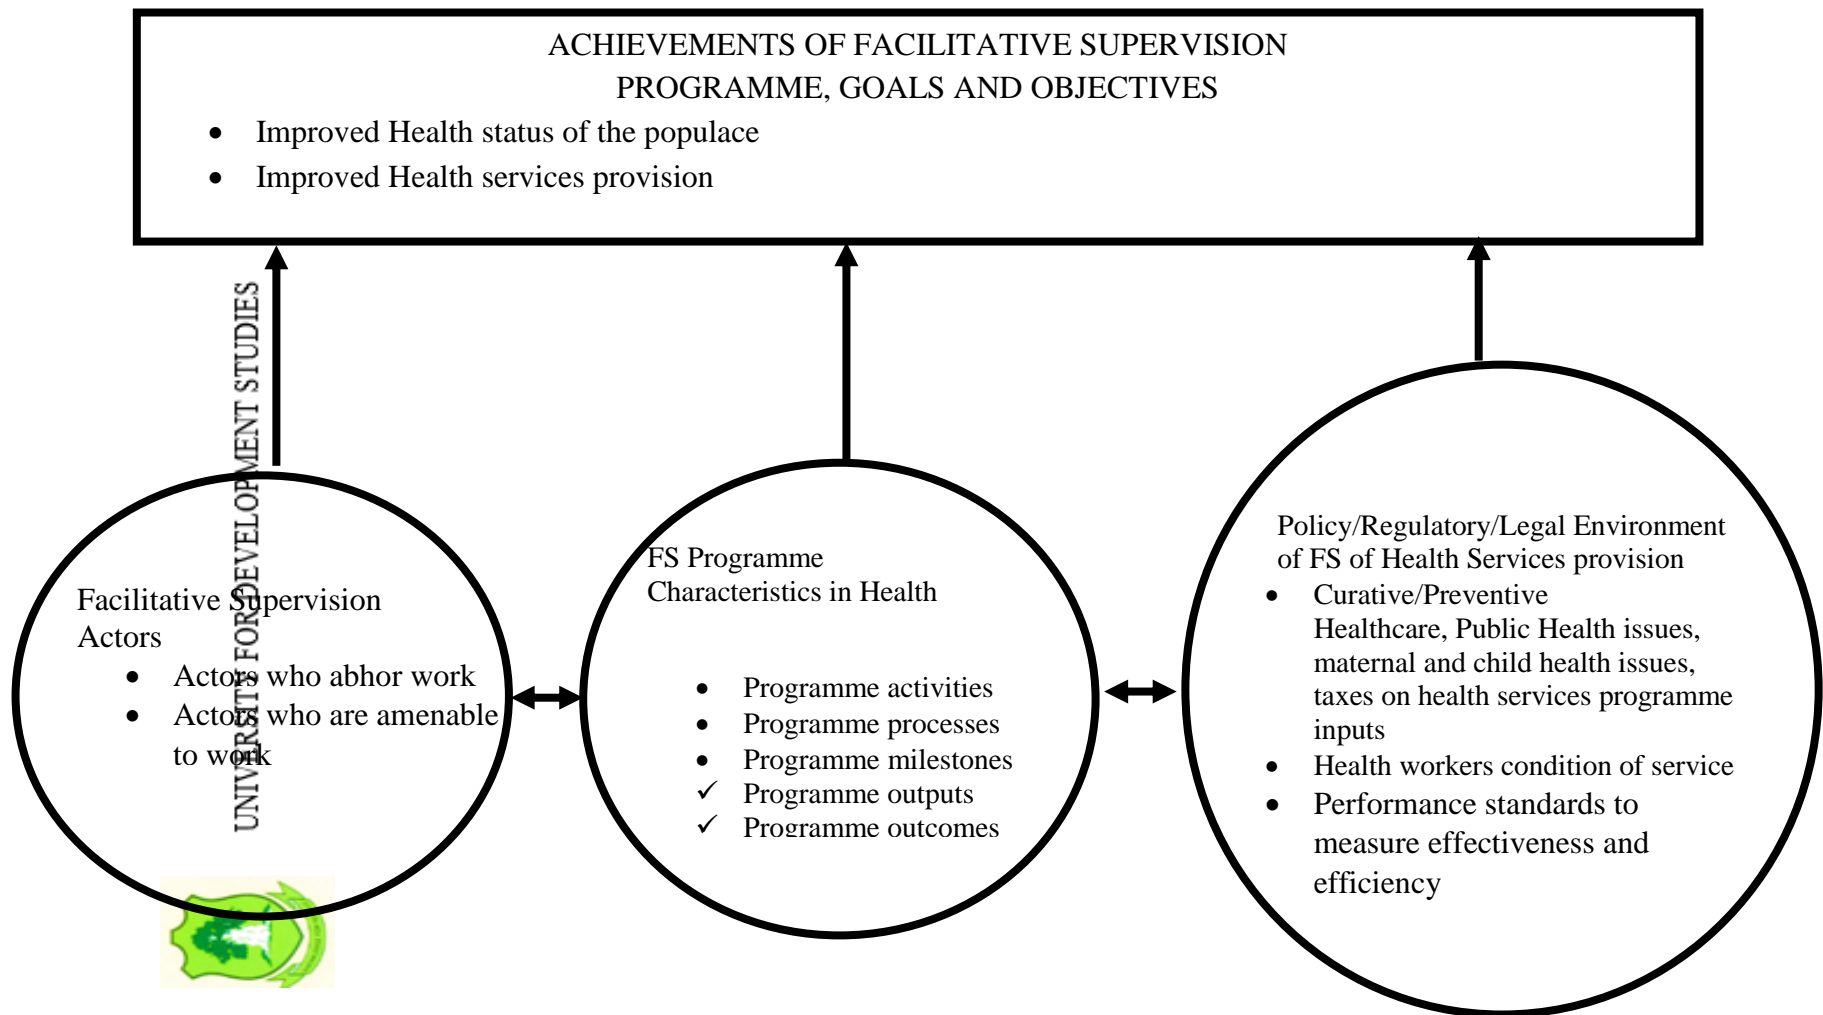 ACHIEVEMENTS OF FACILITATIVE SUPERVISION
PROGRAMME, GOALS AND OBJECTIVES
• Improved Health status of the populace
• Improved Health services provision
UNIVERSITY FOR DEVELOPMENT STUDIES
Facilitative Supervision
Actors
• Actors who abhor work
• Actors who are amenable
to work
FS Programme
Characteristics in Health
• Programme activities
• Programme processes
• Programme milestones
✓ Programme outputs
✓ Programme outcomes
Policy/Regulatory/Legal Environment
of FS of Health Services provision
• Curative/Preventive
Healthcare, Public Health issues,
maternal and child health issues,
taxes on health services programme
inputs
• Health workers condition of service
• Performance standards to
measure effectiveness and
efficiency